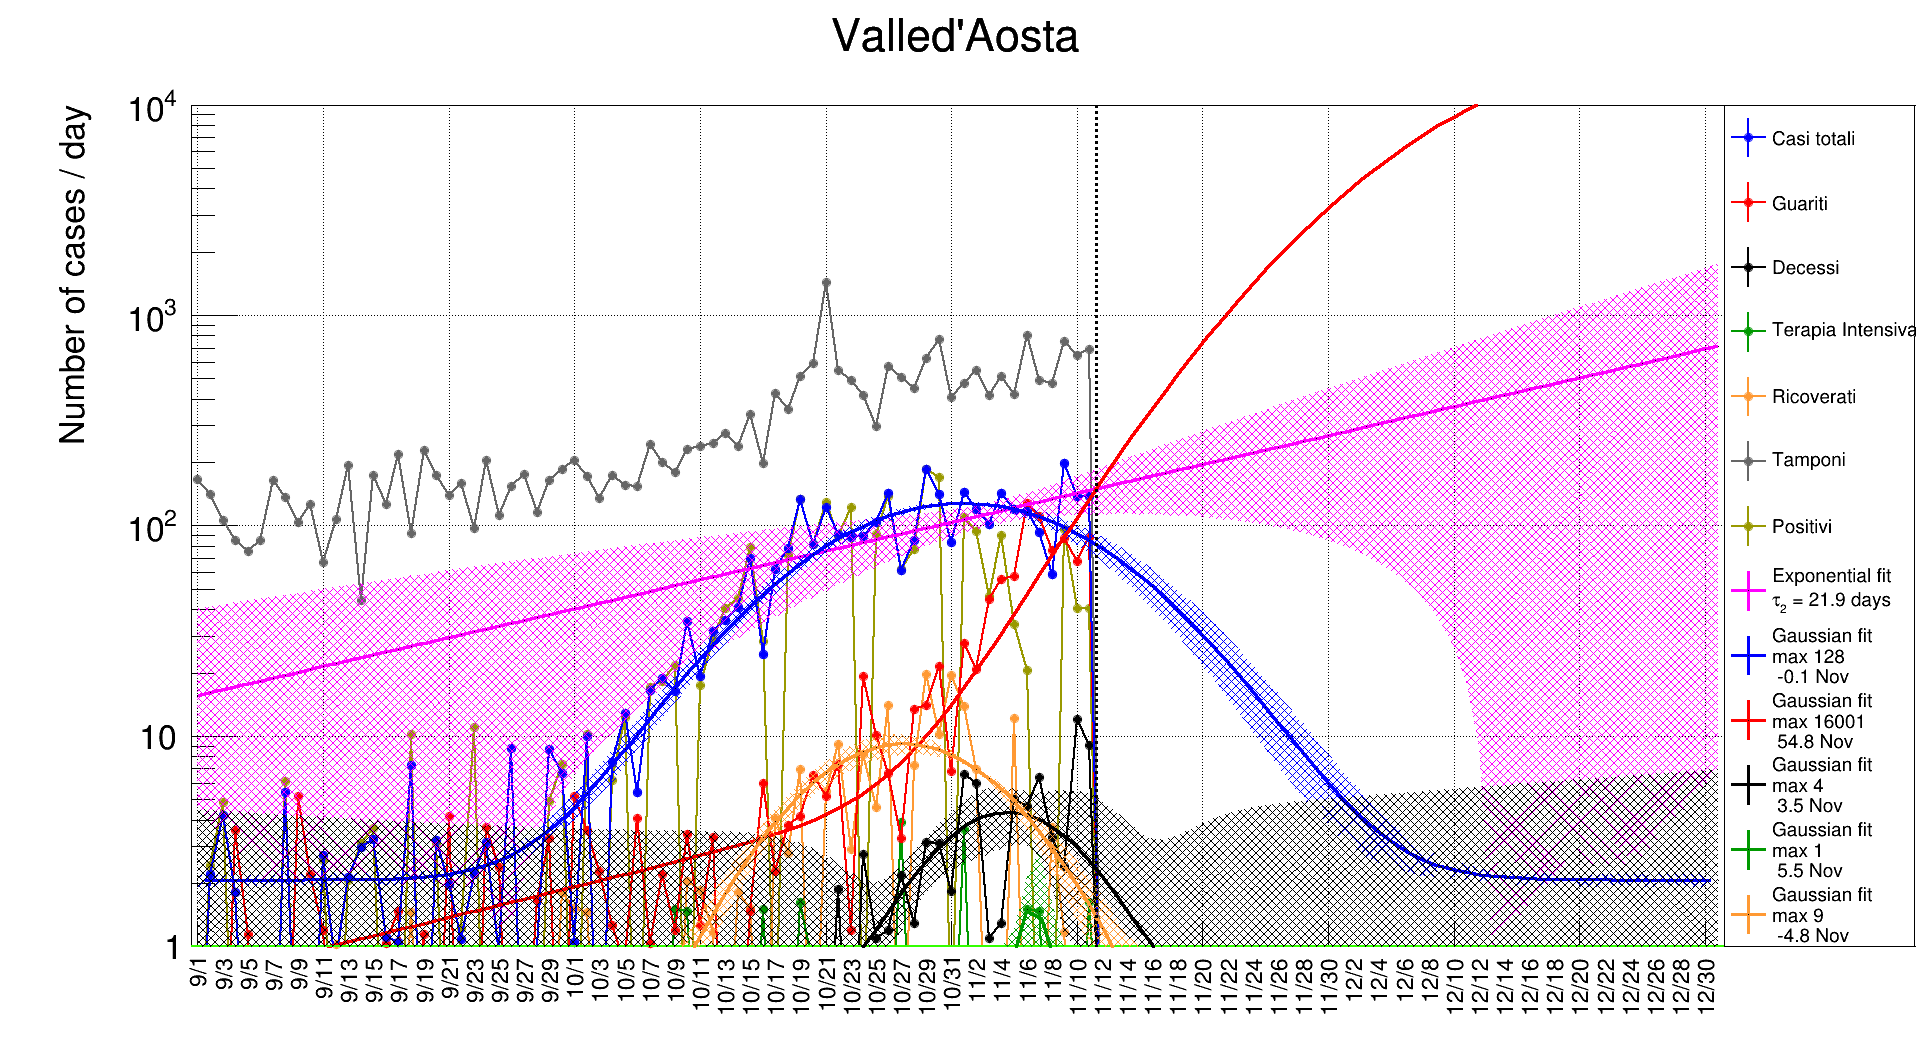 Valled'Aosta
Number of cases / day
10^4
10^3
10^2
10
1
9/1
9/3
9/5
9/7
9/9
9/11
9/13
9/15
9/17
9/19
9/21
9/23
9/25
9/27
9/29
10/1
10/3
10/5
10/7
10/9
10/11
10/13
10/15
10/17
10/19
10/21
10/23
10/25
10/27
10/29
10/31
11/2
11/4
11/6
11/8
11/10
11/12
11/14
11/16
11/18
11/20
11/22
11/24
11/26
11/28
11/30
12/2
12/4
12/6
12/8
12/10
12/12
12/14
12/16
12/18
12/20
12/22
12/24
12/26
12/28
12/30
Casi totali
Guariti
Decessi
Terapia Intensiva
Ricoverati
Tamponi
Positivi
Exponential fit
τ2 = 21.9 days
Gaussian fit
max 128
-0.1 Nov
Gaussian fit
max 16001
54.8 Nov
Gaussian fit
max 4
3.5 Nov
Gaussian fit
max 1
5.5 Nov
Gaussian fit
max 9
-4.8 Nov